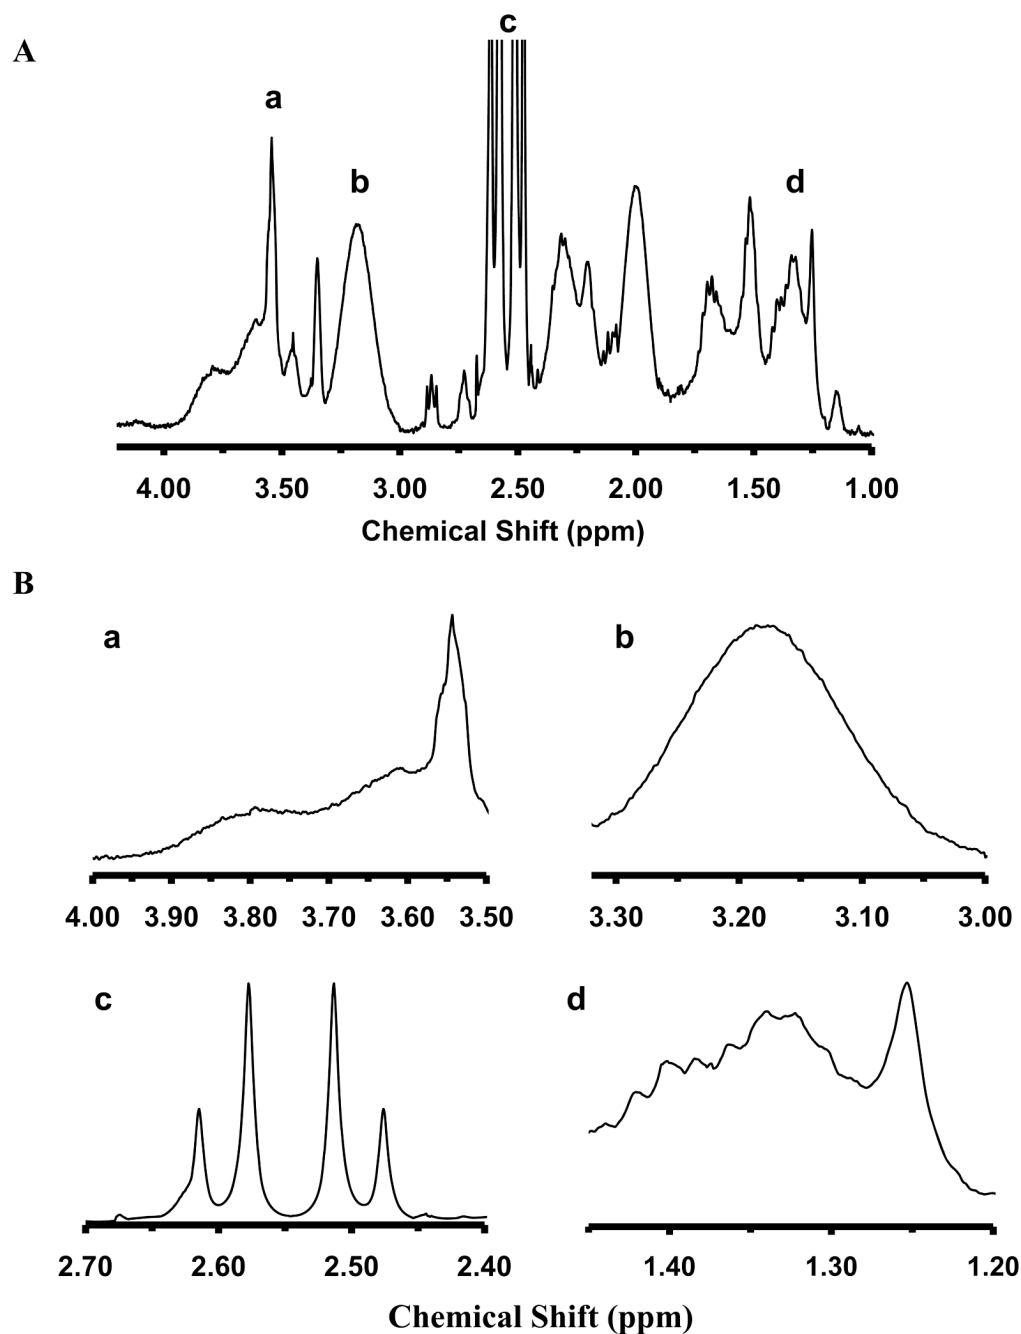 c
A
a
b
d
4.00 3.50 3.00 2.50 2.00 1.50 1.00
Chemical Shift (ppm)
B
a
b
4.00 3.90 3.80 3.70 3.60 3.50
3.30 3.20 3.10 3.00
c
d
2.70 2.60 2.50 2.40
1.40 1.30 1.20
Chemical Shift (ppm)